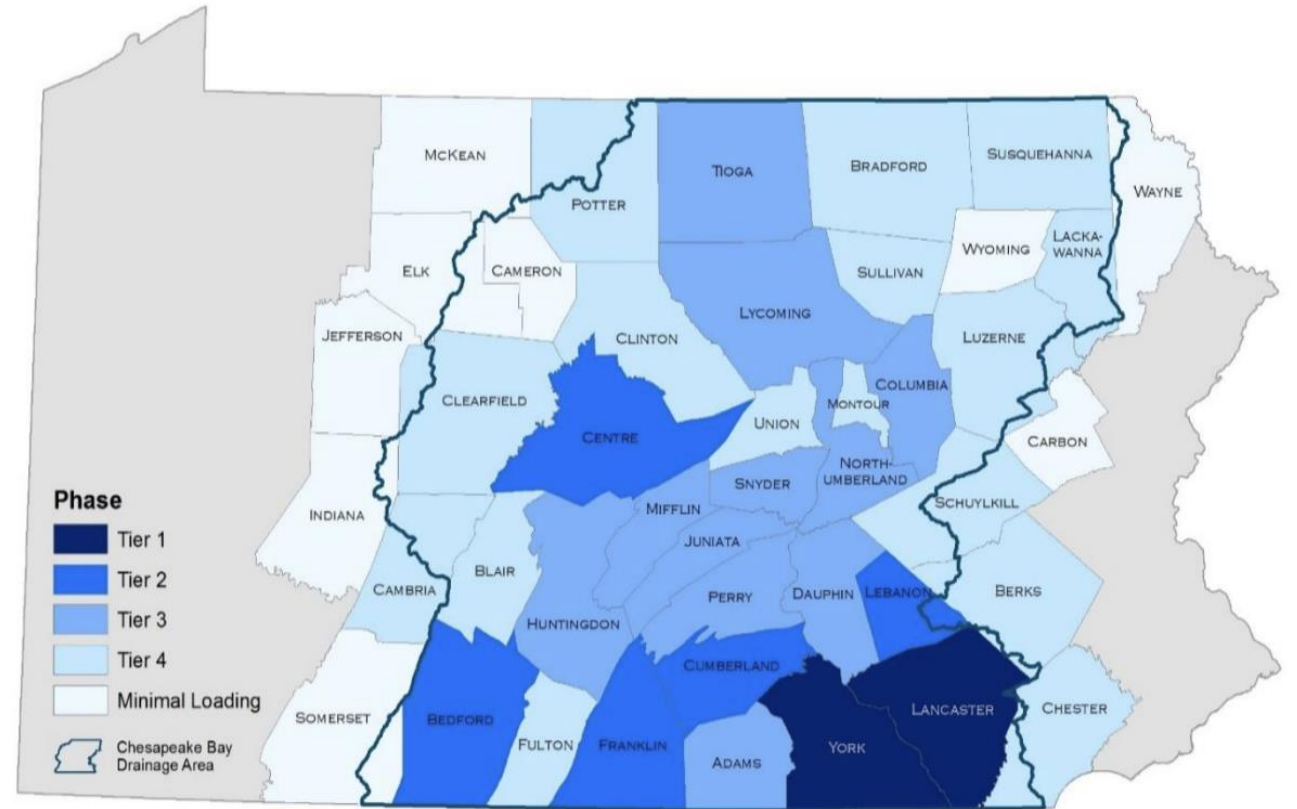 McKEAN
TIOGA
BRADFORD
SUSQUEHANNA
WAYNE
POTTER
ELK
CAMERON
SULLIVAN
WYOMING
LACKA-
WANNA
JEFFERSON
LYCOMING
CLINTON
LUZERNE
CLEARFIELD
COLUMBIA
MONTOUR
UNION
CENTRE
CARBON
NORTH-
UMBERLAND
SNYDER
MIFFLIN
SCHUYLKILL
INDIANA
JUNIATA
BLAIR
CAMBRIA
PERRY
DAUPHIN
LEBANON
BERKS
HUNTINGDON
CUMBERLAND
SOMERSET
BEDFORD
FULTON
FRANKLIN
ADAMS
YORK
LANCASTER
CHESTER
Phase
Tier 1
Tier 2
Tier 3
Tier 4
Minimal Loading
Chesapeake Bay
Drainage Area